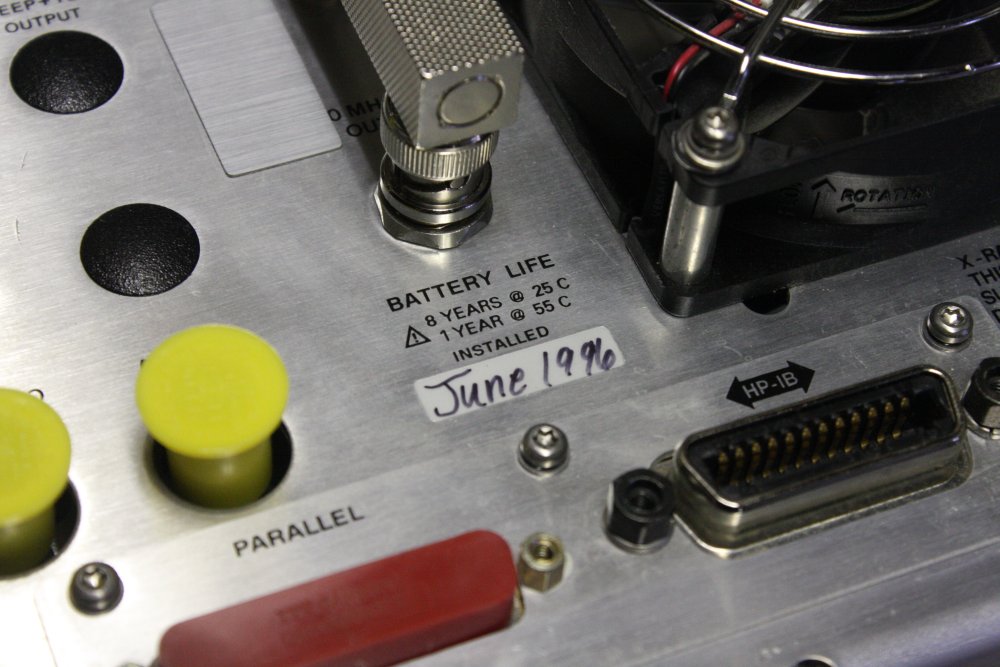 OUTPUT
BATTERY LIFE
8 YEARS @ 25 C
1 YEAR @ 55 C
INSTALLED
June 1996
HP-IB
PARALLEL
ROTATION